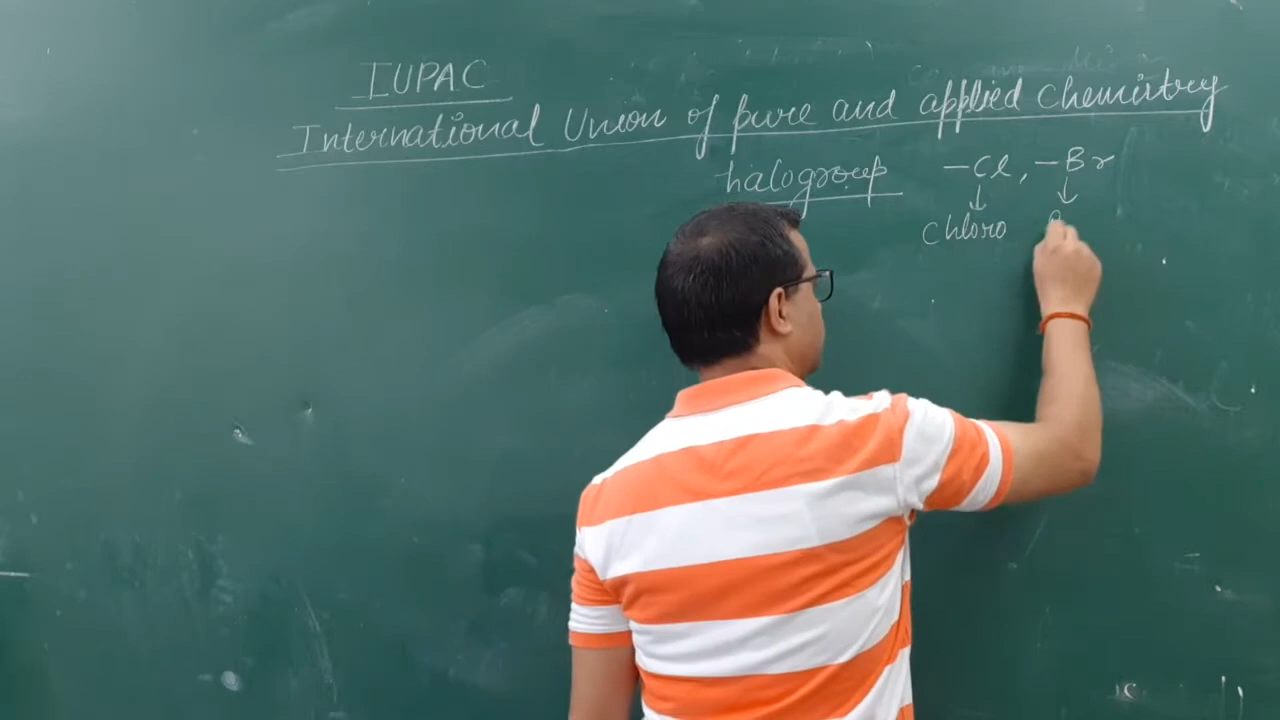 IUPAC
International Union of pure and applied Chemistry
halogroup -Cl, -Br
Chloro